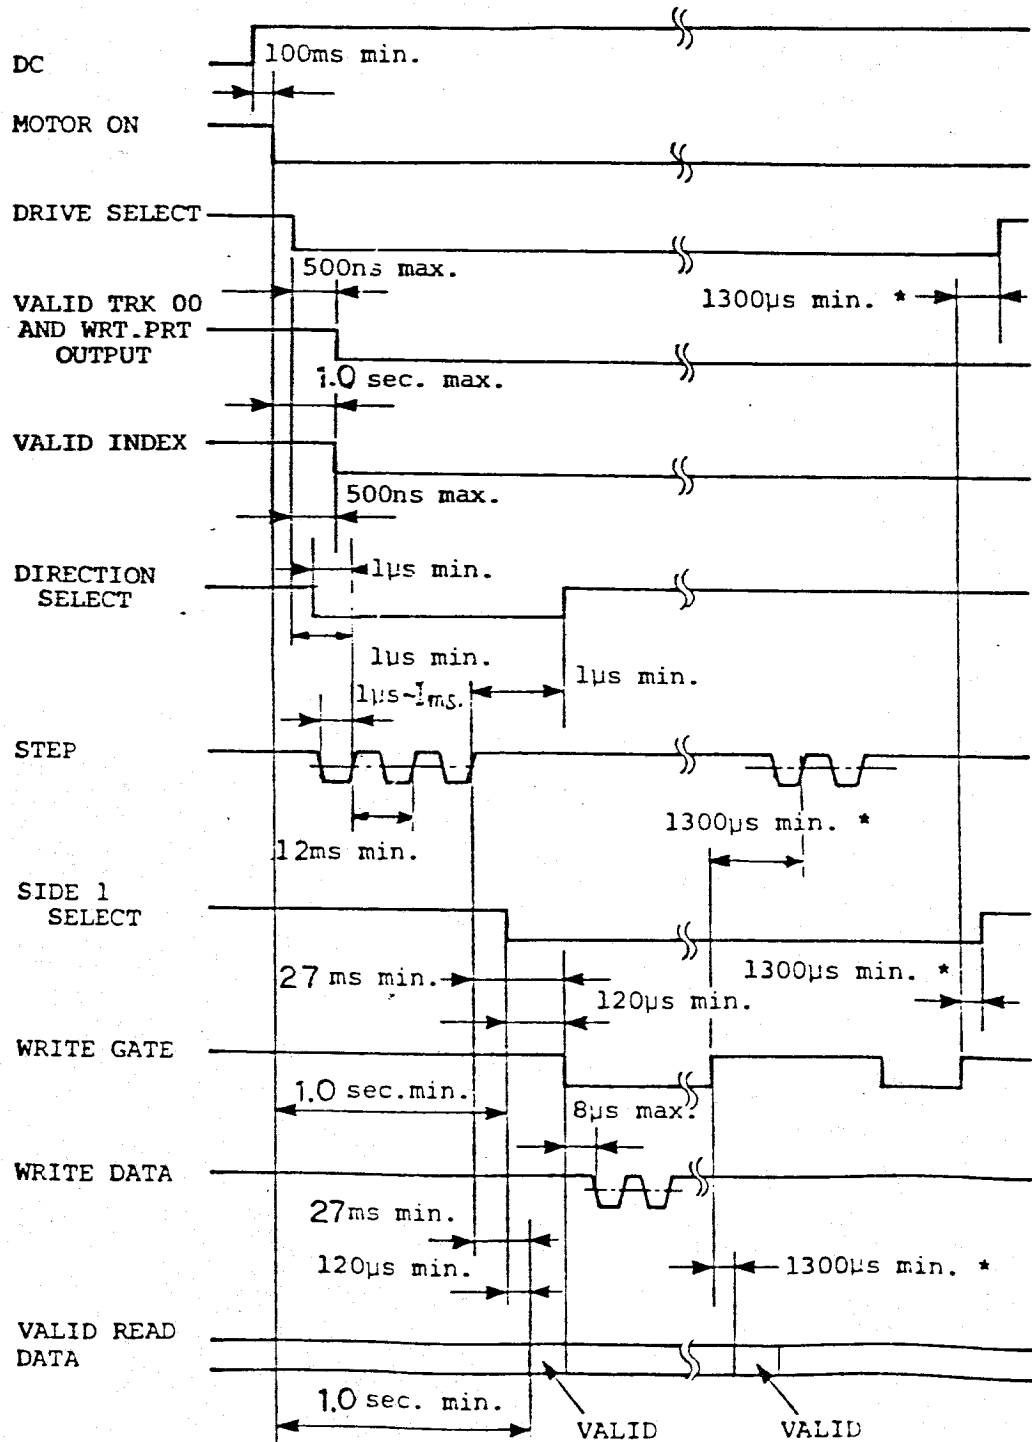 DC
100ms min.
MOTOR ON
DRIVE SELECT
500ns max.
1300µs min. *
VALID TRK 00
AND WRT.PRT
OUTPUT
1.0 sec. max.
VALID INDEX
500ns max.
DIRECTION
SELECT
1µs min.
1µs min.
1µs min.
1µs~1ms.
STEP
12ms min.
1300µs min. *
SIDE 1
SELECT
27 ms min.
1300µs min. *
120µs min.
WRITE GATE
1.0 sec.min.
8µs max.
WRITE DATA
27ms min.
120µs min.
1300µs min. *
VALID READ
DATA
1.0 sec. min.
VALID
VALID